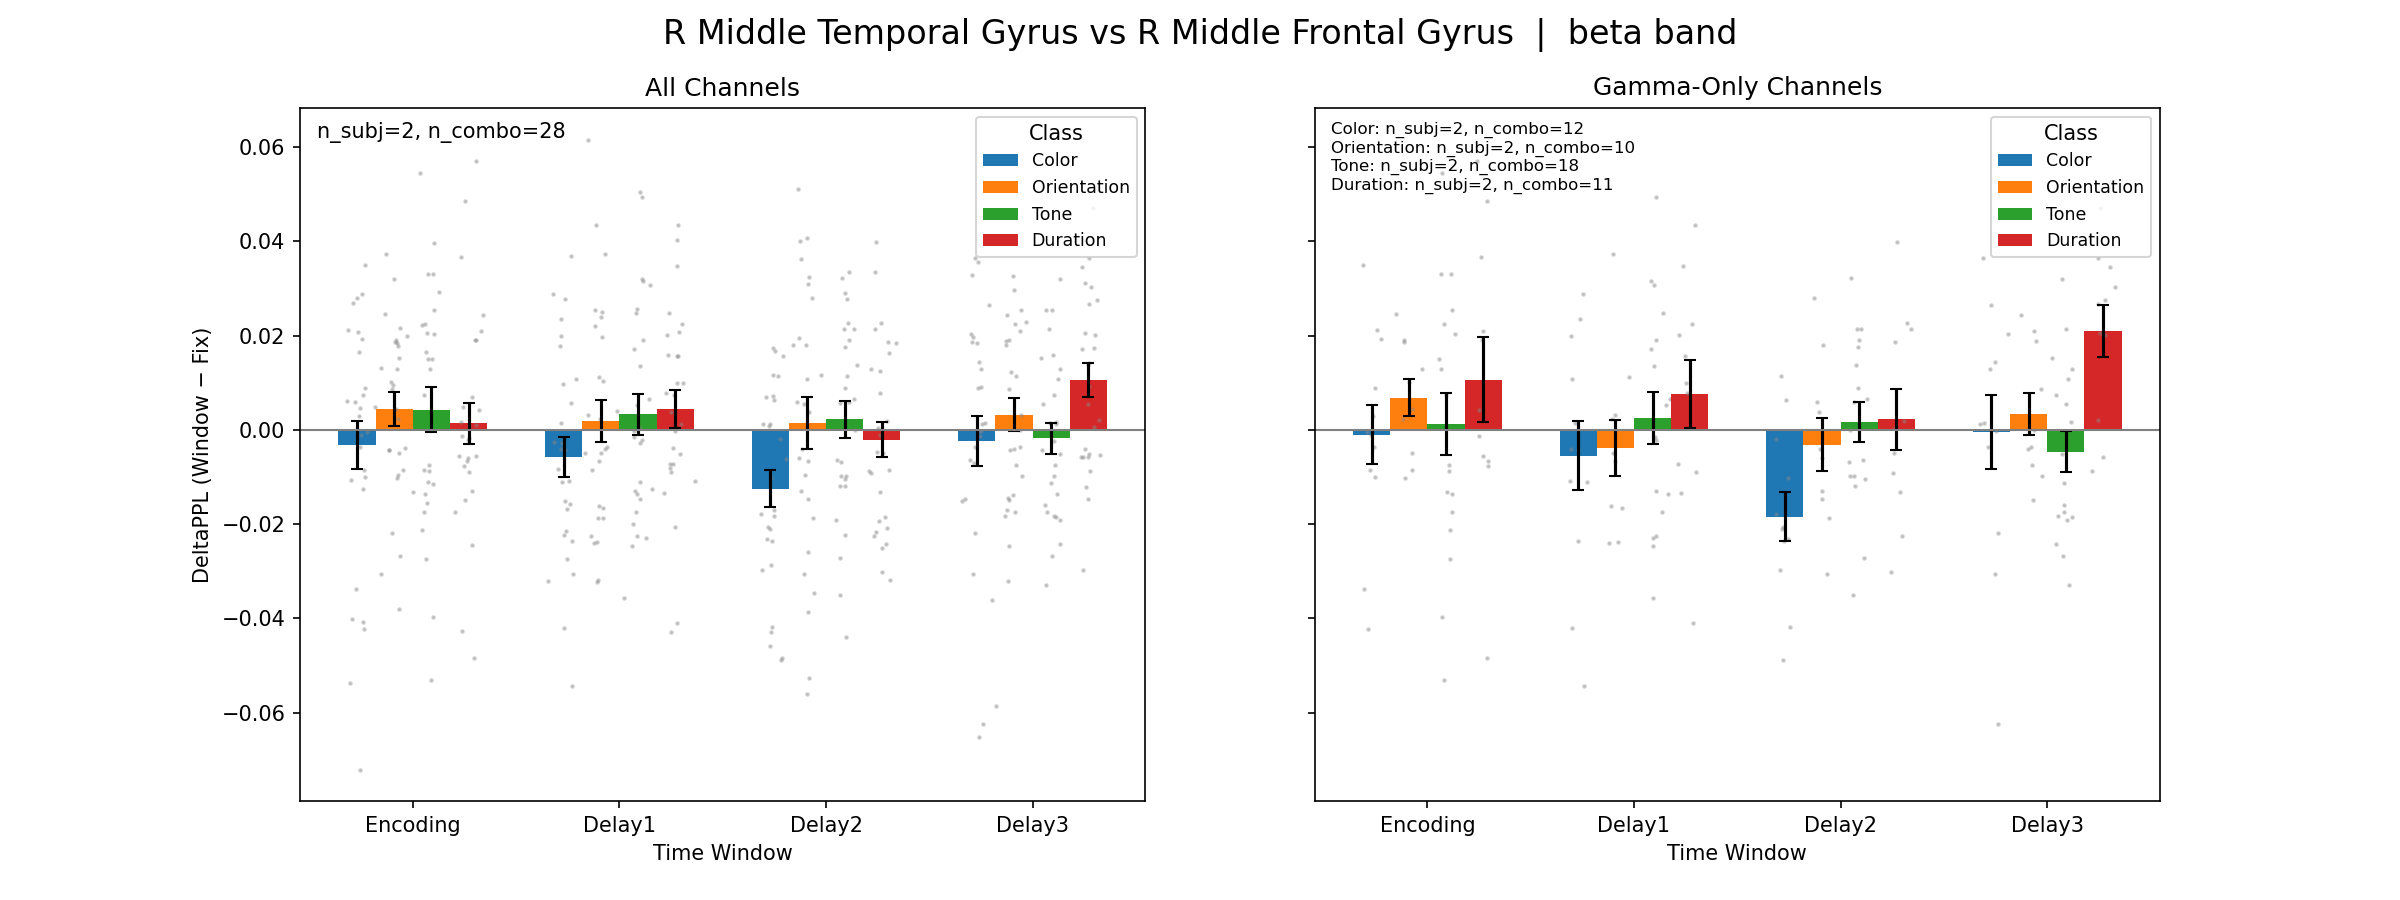 R Middle Temporal Gyrus vs R Middle Frontal Gyrus | beta band
All Channels
n_subj=2, n_combo=28
Class
Color
Orientation
Tone
Duration
0.06
0.04
0.02
0.00
−0.02
−0.04
−0.06
DeltaPPL (Window − Fix)
Encoding
Delay1
Delay2
Delay3
Time Window
Gamma-Only Channels
Color: n_subj=2, n_combo=12
Orientation: n_subj=2, n_combo=10
Tone: n_subj=2, n_combo=18
Duration: n_subj=2, n_combo=11
Class
Color
Orientation
Tone
Duration
Encoding
Delay1
Delay2
Delay3
Time Window